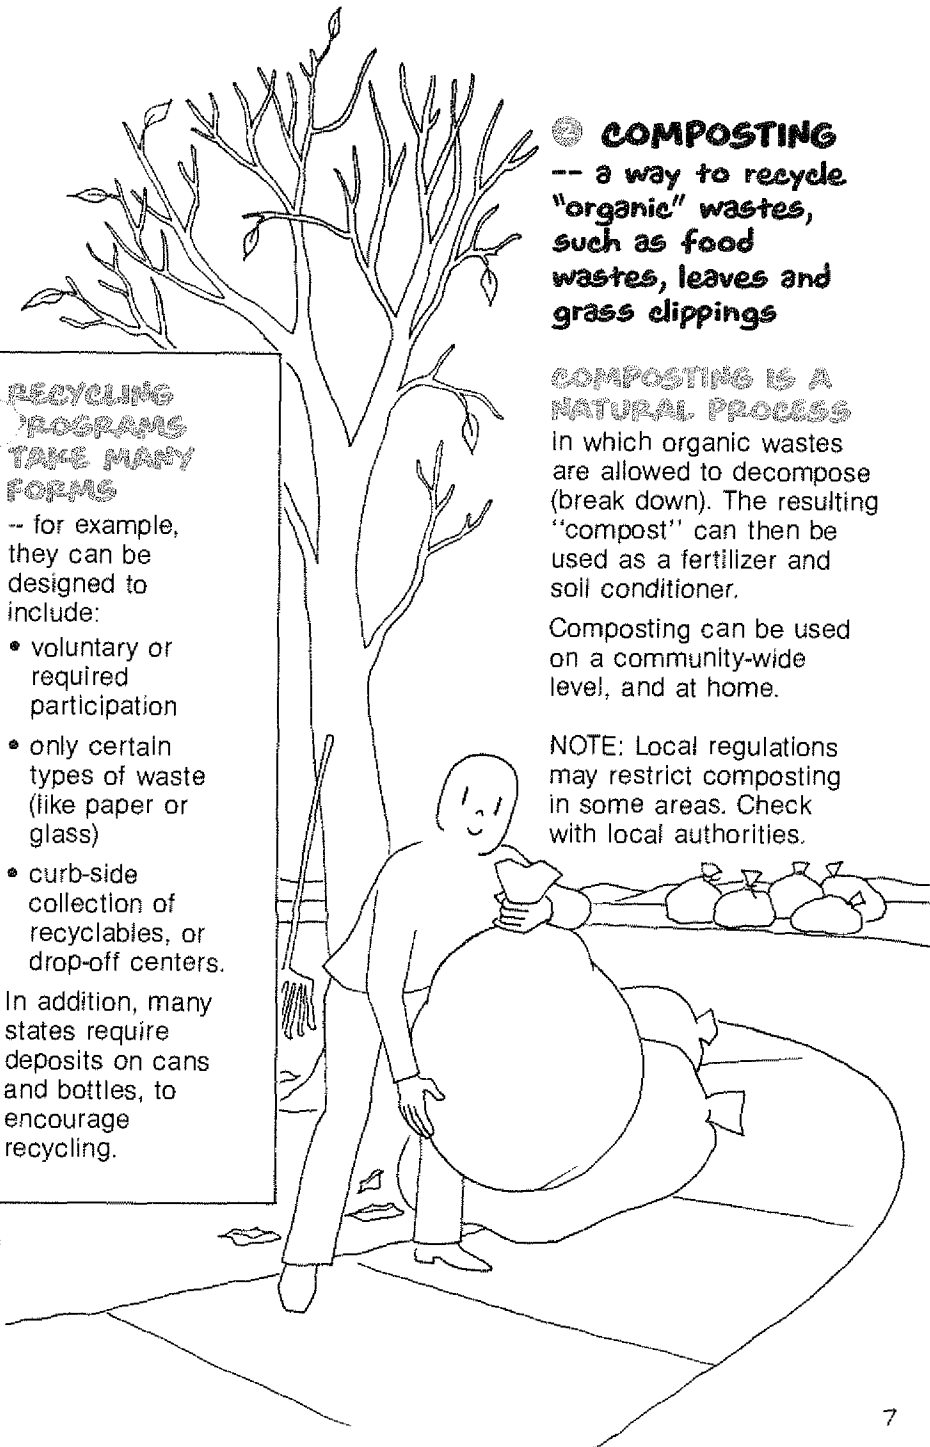 RECYCLING
PROGRAMS
TAKE MANY
FORMS
-- for example,
they can be
designed to
include:
• voluntary or
required
participation
• only certain
types of waste
(like paper or
glass)
• curb-side
collection of
recyclables, or
drop-off centers.
In addition, many
states require
deposits on cans
and bottles, to
encourage
recycling.
2 COMPOSTING
-- a way to recycle
"organic" wastes,
such as food
wastes, leaves and
grass clippings
COMPOSTING IS A
NATURAL PROCESS
in which organic wastes
are allowed to decompose
(break down). The resulting
"compost" can then be
used as a fertilizer and
soil conditioner.
Composting can be used
on a community-wide
level, and at home.
NOTE: Local regulations
may restrict composting
in some areas. Check
with local authorities.
7